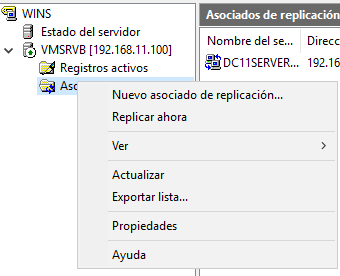 WINS
Estado del servidor
VMSRVB [192.168.11.100]
Registros activos
Aso
Asociados de replicación
Nombre del se...
Direcc
DC11SERVER...
192.16
Nuevo asociado de replicación...
Replicar ahora
Ver
Actualizar
Exportar lista...
Propiedades
Ayuda